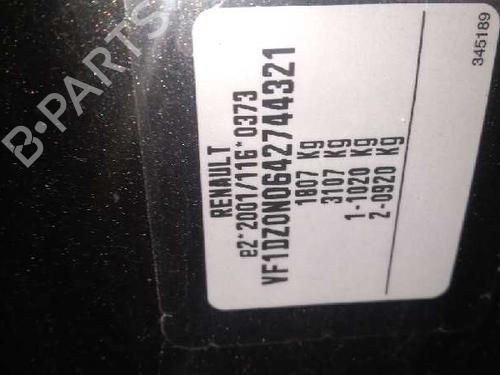 RENAULT
e2*2001/116*0373
VF1DZ0N0642744321
1807 Kg
3107 Kg
1-1020 Kg
2-0920 Kg
345189
B-PARTS